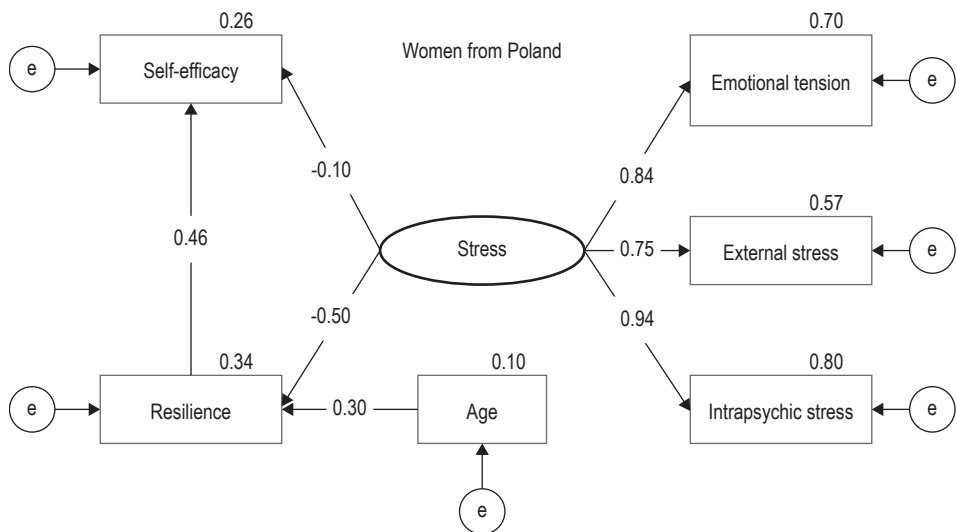 0.26
0.70
Women from Poland
e
Self-efficacy
Emotional tension
e
-0.10
0.84
0.57
0.46
Stress
0.75
External stress
e
-0.50
0.94
0.34
0.10
0.80
e
Resilience
0.30
Age
Intrapsychic stress
e
e